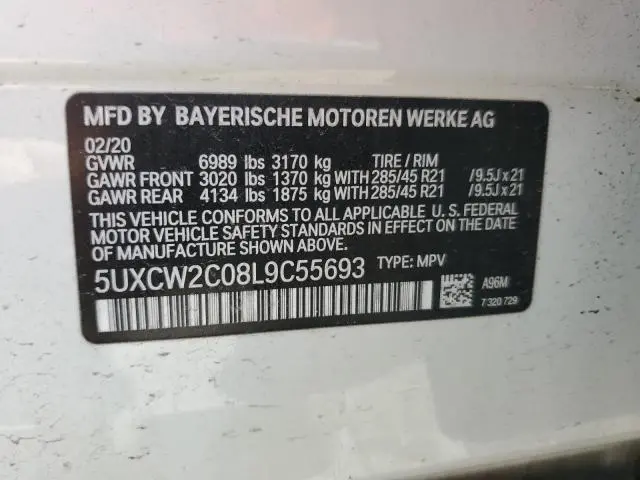 MFD BY BAYERISCHE MOTOREN WERKE AG
02/20
GVWR 6989 lbs 3170 kg TIRE / RIM
GAWR FRONT 3020 lbs 1370 kg WITH 285/45 R21 /9.5J x 21
GAWR REAR 4134 lbs 1875 kg WITH 285/45 R21 /9.5J x 21
THIS VEHICLE CONFORMS TO ALL APPLICABLE U. S. FEDERAL
MOTOR VEHICLE SAFETY STANDARDS IN EFFECT ON THE DATE
OF MANUFACTURE SHOWN ABOVE.
5UXCW2C08L9C55693 TYPE: MPV
A96M
7 320 729